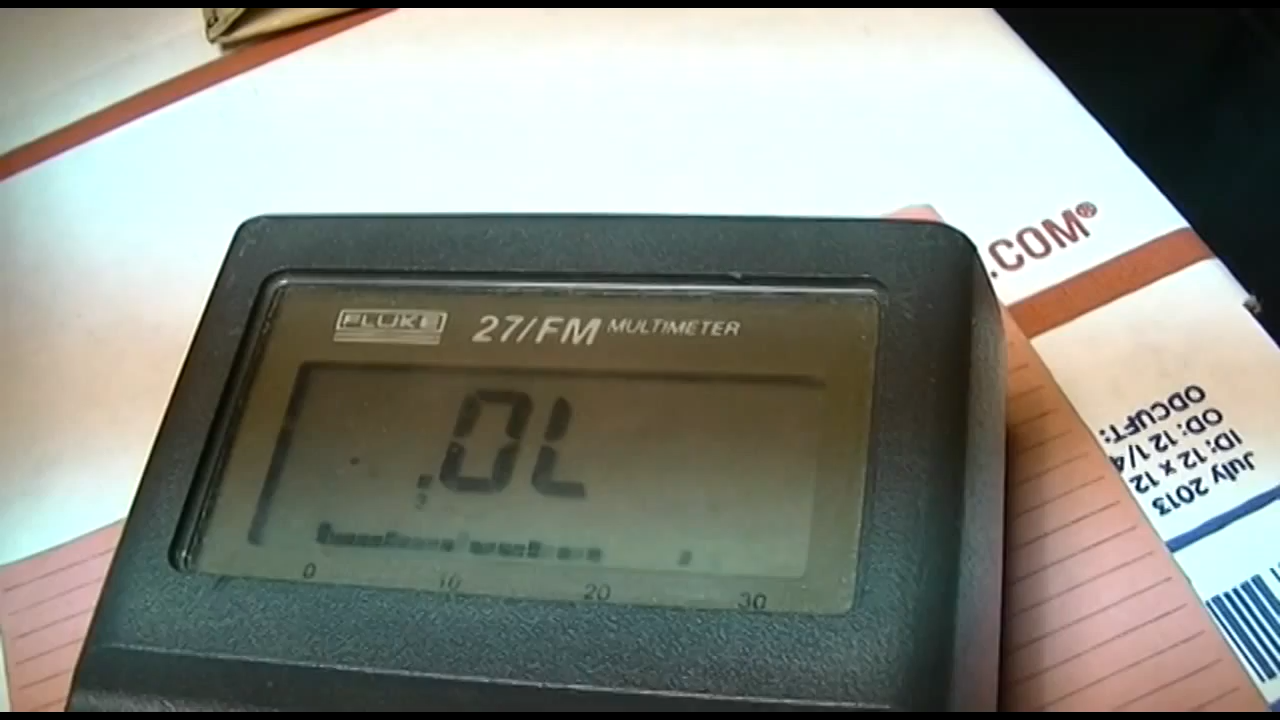 .COM®
FLUKE 27/FM MULTIMETER
.0L
0 10 20 30
July 2013
ID: 12 x 12
OD: 12 1/4
ODCUFT: